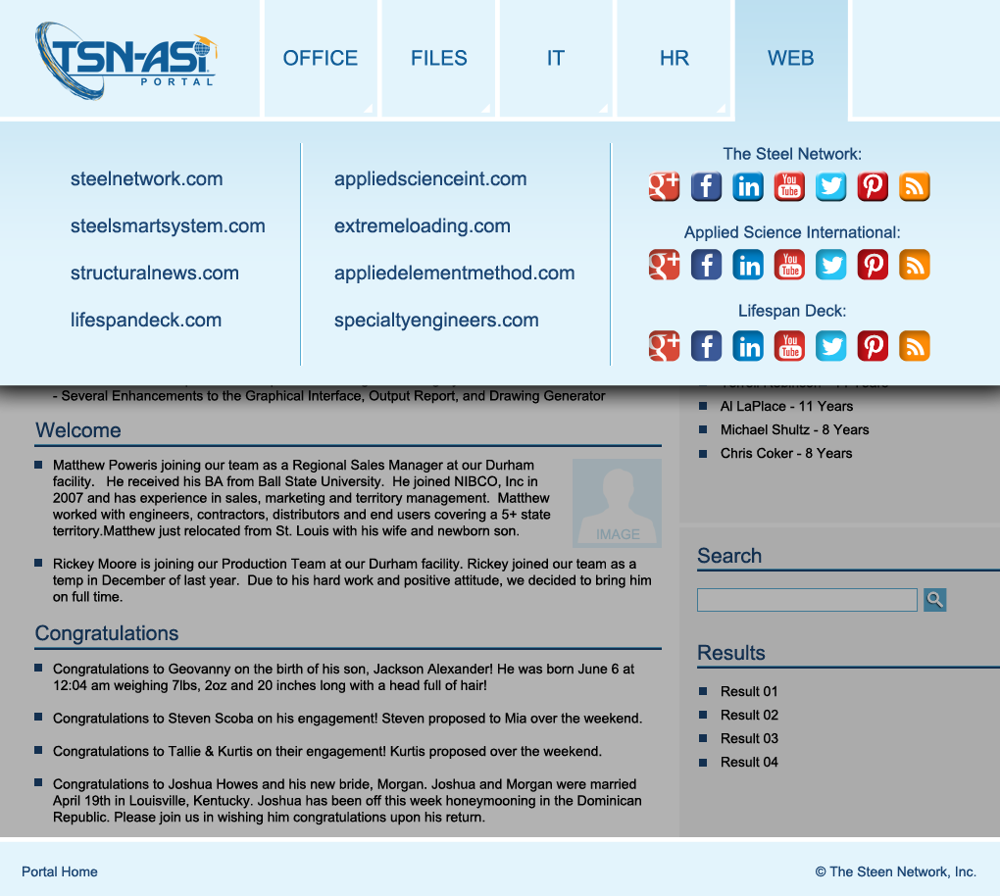 TSN-ASi
PORTAL
OFFICE
FILES
IT
HR
WEB
steelnetwork.com
steelsmartsystem.com
structuralnews.com
lifespandeck.com
appliedscienceint.com
extremeloading.com
appliedelementmethod.com
specialtyengineers.com
The Steel Network:
g+ f in You Tube
Applied Science International:
g+ f in You Tube
Lifespan Deck:
g+ f in You Tube
- Several Enhancements to the Graphical Interface, Output Report, and Drawing Generator
Welcome
Matthew Poweris joining our team as a Regional Sales Manager at our Durham
facility.   He received his BA from Ball State University.  He joined NIBCO, Inc in
2007 and has experience in sales, marketing and territory management.  Matthew
worked with engineers, contractors, distributors and end users covering a 5+ state
territory.Matthew just relocated from St. Louis with his wife and newborn son.
IMAGE
Rickey Moore is joining our Production Team at our Durham facility. Rickey joined our team as a
temp in December of last year.  Due to his hard work and positive attitude, we decided to bring him
on full time.
Congratulations
Congratulations to Geovanny on the birth of his son, Jackson Alexander! He was born June 6 at
12:04 am weighing 7lbs, 2oz and 20 inches long with a head full of hair!
Congratulations to Steven Scoba on his engagement! Steven proposed to Mia over the weekend.
Congratulations to Tallie & Kurtis on their engagement! Kurtis proposed over the weekend.
Congratulations to Joshua Howes and his new bride, Morgan. Joshua and Morgan were married
April 19th in Louisville, Kentucky. Joshua has been off this week honeymooning in the Dominican
Republic. Please join us in wishing him congratulations upon his return.
Al LaPlace - 11 Years
Michael Shultz - 8 Years
Chris Coker - 8 Years
Search
Results
Result 01
Result 02
Result 03
Result 04
Portal Home
© The Steen Network, Inc.